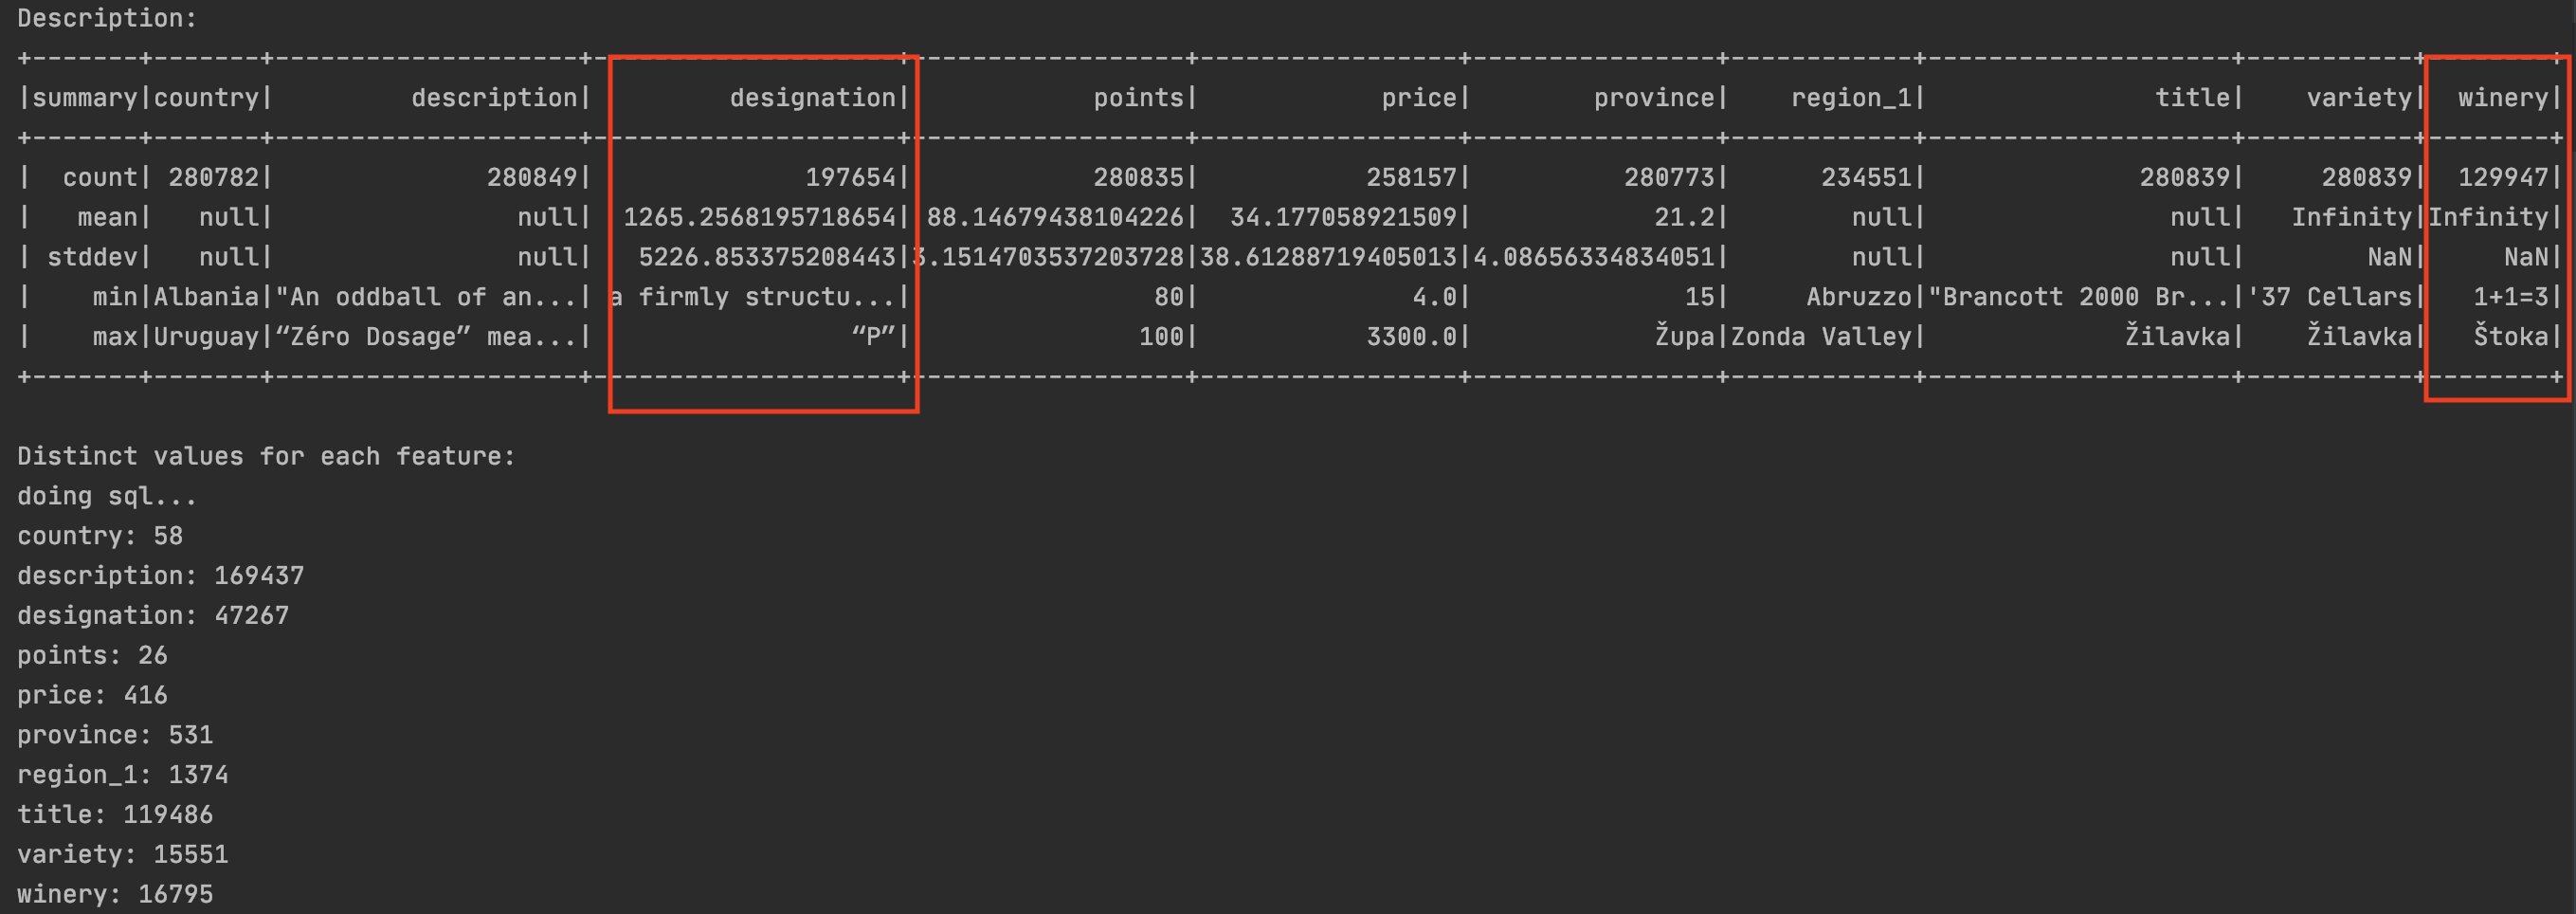 Description:
+-------+-------+--------------------+--------------------+-----------------+-----------------+----------------+------------+--------------------+-----------+--------+
|summary|country|         description|         designation|           points|            price|        province|    region_1|               title|    variety|  winery|
+-------+-------+--------------------+--------------------+-----------------+-----------------+----------------+------------+--------------------+-----------+--------+
|  count| 280782|              280849|              197654|           280835|           258157|          280773|      234551|              280839|     280839|  129947|
|   mean|   null|                null| 1265.2568195718654| 88.14679438104226|  34.177058921509|            21.2|        null|                null|   Infinity|Infinity|
| stddev|   null|                null|  5226.853375208443|3.1514703537203728|38.61288719405013|4.08656334834051|        null|                null|        NaN|     NaN|
|    min|Albania|"An oddball of an...| a firmly structu...|               80|              4.0|              15|     Abruzzo|"Brancott 2000 Br...|'37 Cellars|   1+1=3|
|    max|Uruguay|“Zéro Dosage” mea...|                 “P”|              100|           3300.0|            Župa|Zonda Valley|             Žilavka|    Žilavka|   Štoka|
+-------+-------+--------------------+--------------------+-----------------+-----------------+----------------+------------+--------------------+-----------+--------+
Distinct values for each feature:
doing sql...
country: 58
description: 169437
designation: 47267
points: 26
price: 416
province: 531
region_1: 1374
title: 119486
variety: 15551
winery: 16795